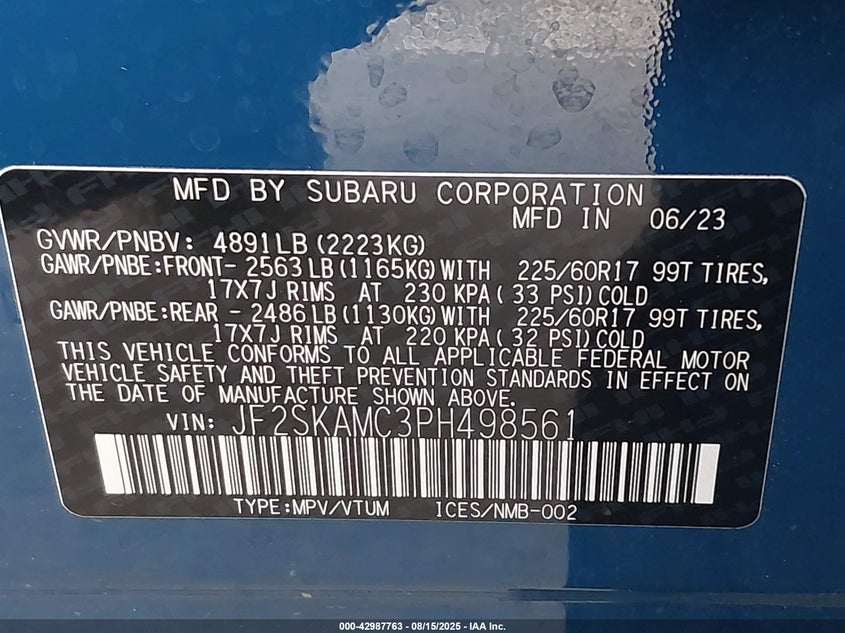 MFD BY SUBARU CORPORATION
MFD IN 06/23
GVWR/PNBV: 4891LB (2223KG)
GAWR/PNBE:FRONT- 2563LB(1165KG)WITH 225/60R17 99T TIRES,
17X7J RIMS AT 230 KPA( 33 PSI)COLD
GAWR/PNBE:REAR - 2486LB(1130KG)WITH 225/60R17 99T TIRES,
17X7J RIMS AT 220 KPA( 32 PSI)COLD
THIS VEHICLE CONFORMS TO ALL APPLICABLE FEDERAL MOTOR
VEHICLE SAFETY AND THEFT PREVENTION STANDARDS IN EFFECT ON
THE DATE OF MANUFACTURE SHOWN ABOVE.
VIN: JF2SKAMC3PH498561
TYPE:MPV/VTUM ICES/NMB-002
000-42987763 - 08/15/2025 - IAA Inc.